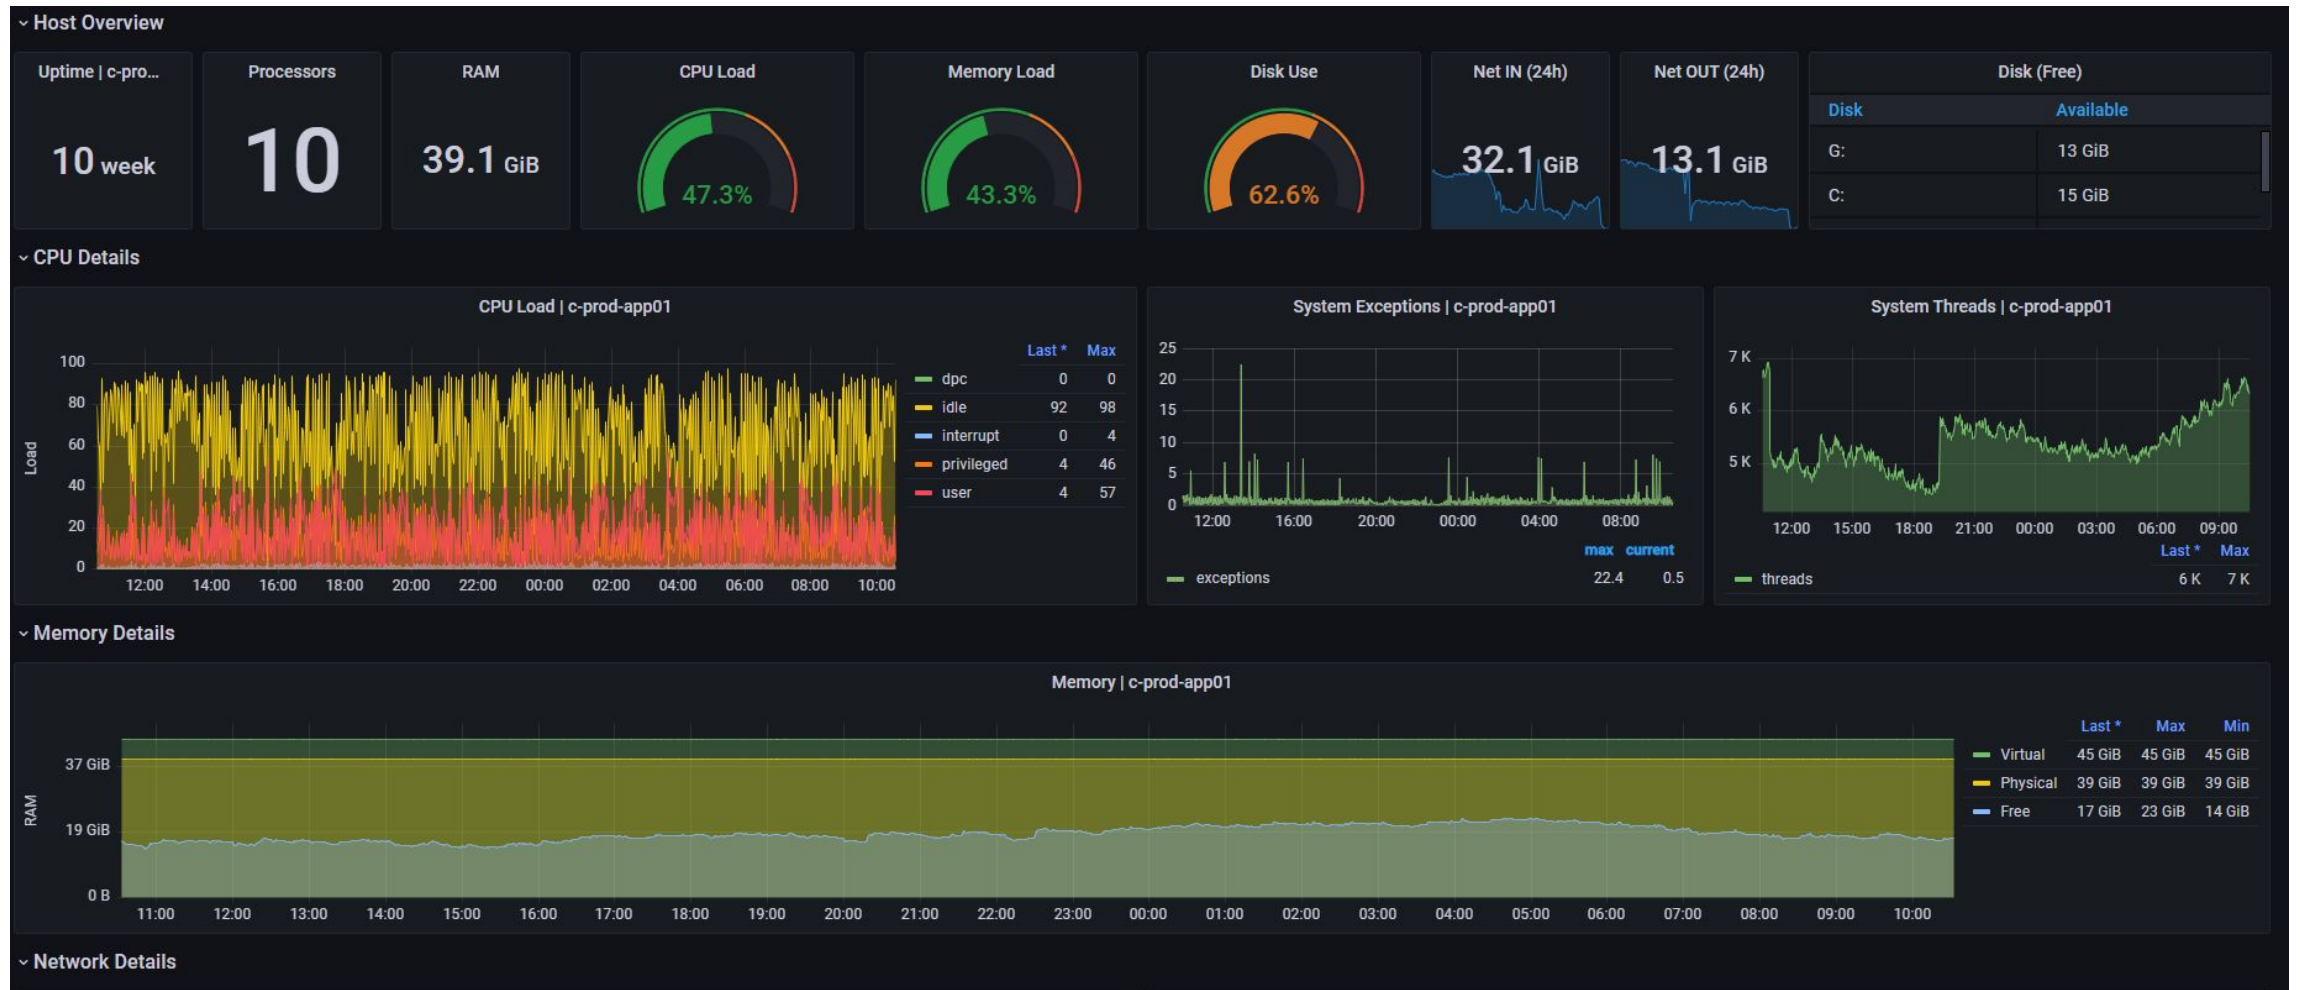 Host Overview
Uptime | c-pro...
10 week
Processors
10
RAM
39.1 GiB
CPU Load
47.3%
Memory Load
43.3%
Disk Use
62.6%
Net IN (24h)
32.1 GiB
Net OUT (24h)
13.1 GiB
Disk (Free)
Disk Available
G: 13 GiB
C: 15 GiB
CPU Details
CPU Load | c-prod-app01
Load
100
80
60
40
20
0
12:00 14:00 16:00 18:00 20:00 22:00 00:00 02:00 04:00 06:00 08:00 10:00
Last * Max
dpc 0 0
idle 92 98
interrupt 0 4
privileged 4 46
user 4 57
System Exceptions | c-prod-app01
25
20
15
10
5
0
12:00 16:00 20:00 00:00 04:00 08:00
max current
exceptions 22.4 0.5
System Threads | c-prod-app01
7 K
6 K
5 K
12:00 15:00 18:00 21:00 00:00 03:00 06:00 09:00
Last * Max
threads 6 K 7 K
Memory Details
Memory | c-prod-app01
RAM
37 GiB
19 GiB
0 B
11:00 12:00 13:00 14:00 15:00 16:00 17:00 18:00 19:00 20:00 21:00 22:00 23:00 00:00 01:00 02:00 03:00 04:00 05:00 06:00 07:00 08:00 09:00 10:00
Last * Max Min
Virtual 45 GiB 45 GiB 45 GiB
Physical 39 GiB 39 GiB 39 GiB
Free 17 GiB 23 GiB 14 GiB
Network Details